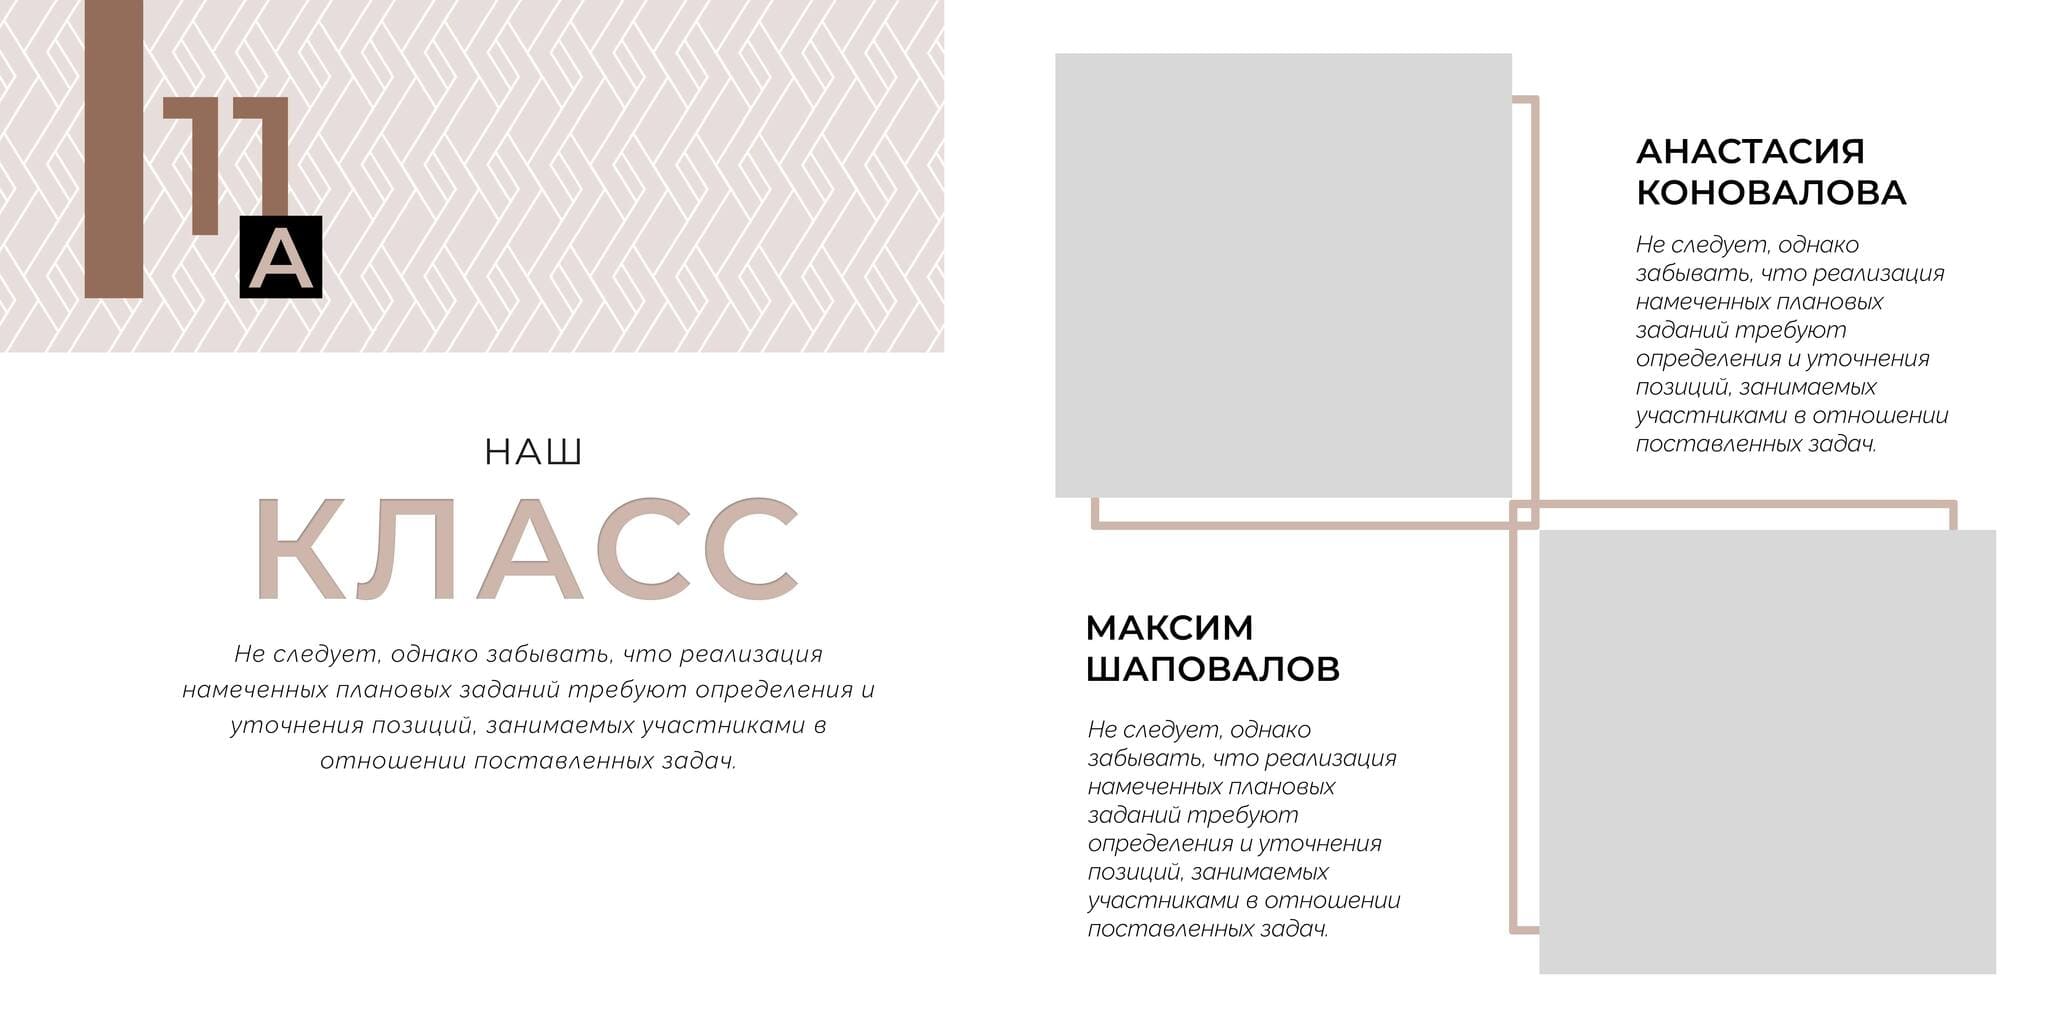 11
А
НАШ
КЛАСС
Не следует, однако забывать, что реализация
намеченных плановых заданий требуют определения и
уточнения позиций, занимаемых участниками в
отношении поставленных задач.
АНАСТАСИЯ
КОНОВАЛОВА
Не следует, однако
забывать, что реализация
намеченных плановых
заданий требуют
определения и уточнения
позиций, занимаемых
участниками в отношении
поставленных задач.
МАКСИМ
ШАПОВАЛОВ
Не следует, однако
забывать, что реализация
намеченных плановых
заданий требуют
определения и уточнения
позиций, занимаемых
участниками в отношении
поставленных задач.